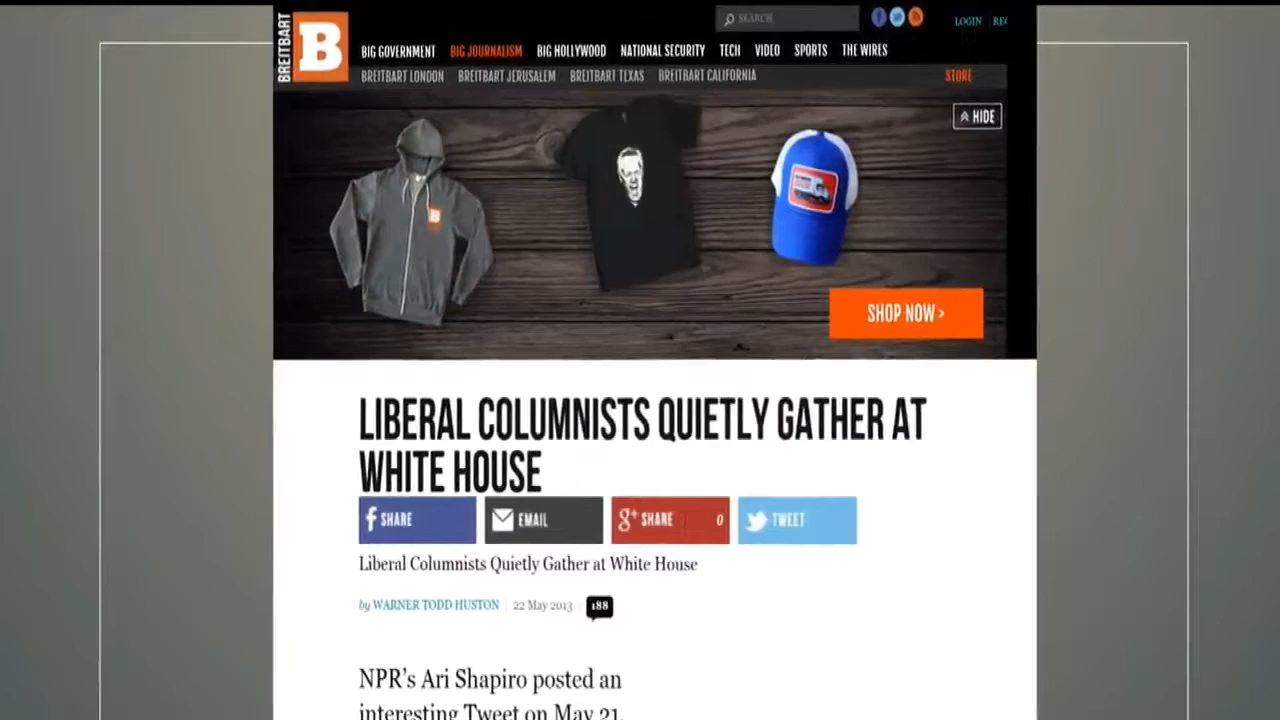 BREITBART
B
SEARCH
LOGIN
BIG GOVERNMENT BIG JOURNALISM BIG HOLLYWOOD NATIONAL SECURITY TECH VIDEO SPORTS THE WIRES
BREITBART LONDON BREITBART JERUSALEM BREITBART TEXAS BREITBART CALIFORNIA STORE
HIDE
B
SHOP NOW >
LIBERAL COLUMNISTS QUIETLY GATHER AT
WHITE HOUSE
f SHARE EMAIL g+ SHARE 0 TWEET
Liberal Columnists Quietly Gather at White House
by WARNER TODD HUSTON 22 May 2013 188
NPR's Ari Shapiro posted an
interesting Tweet on May 21,